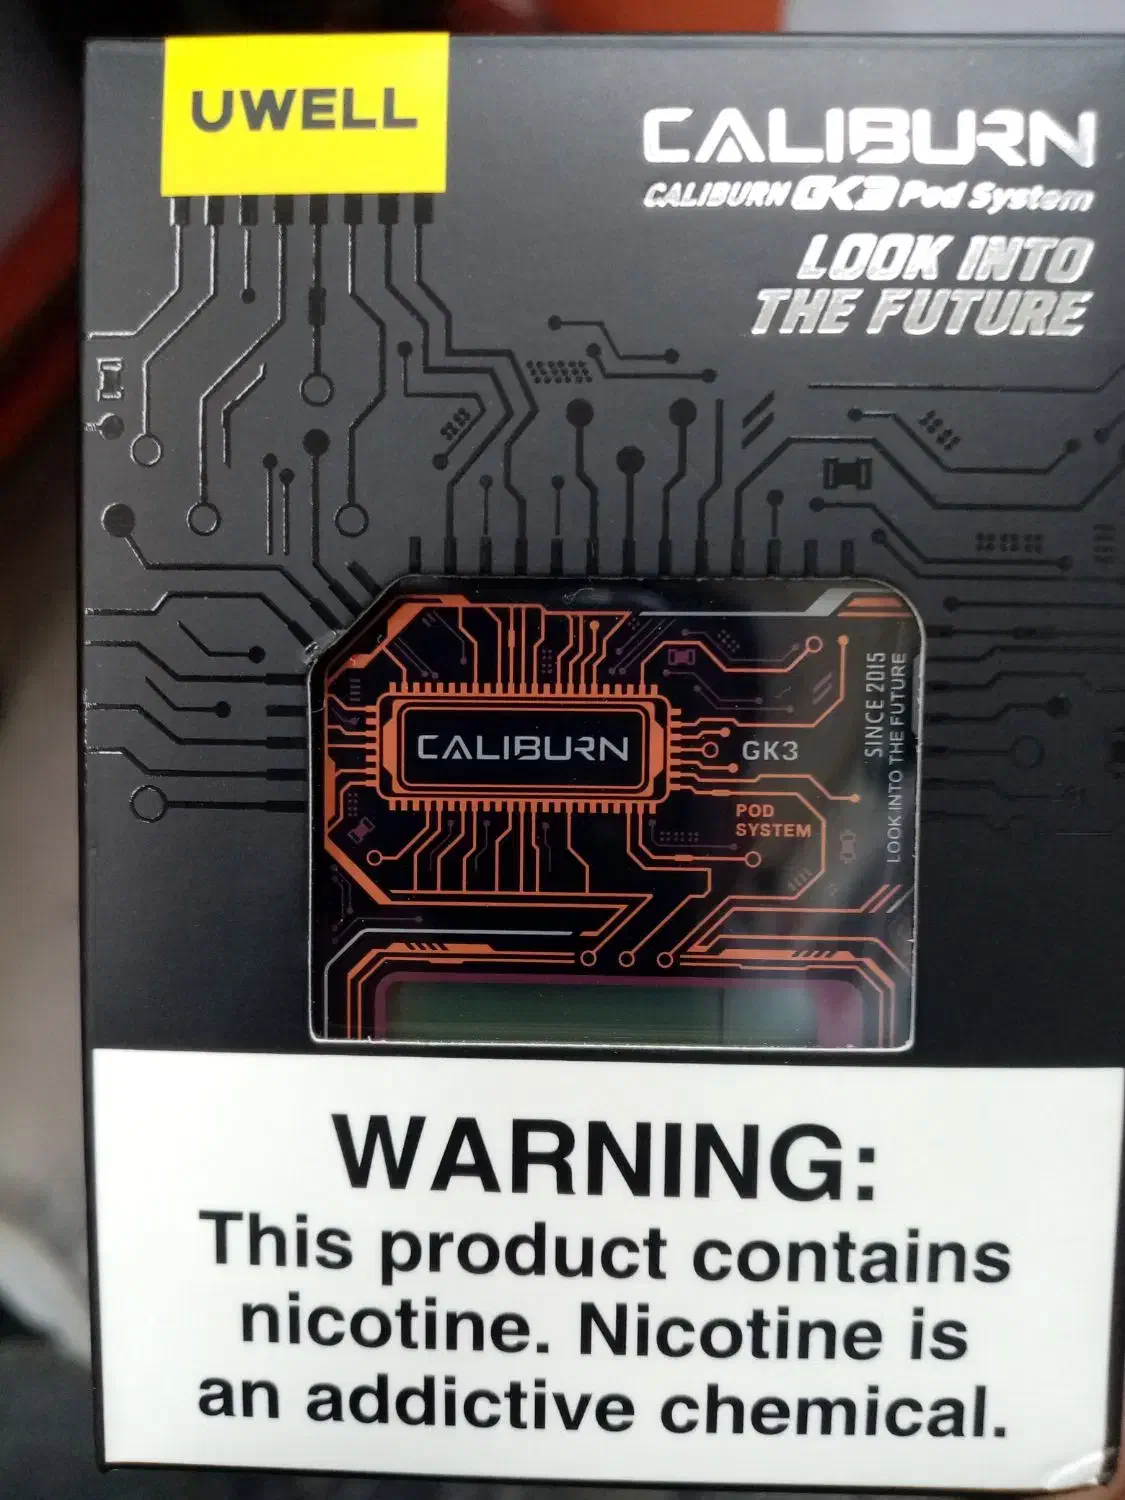 UWELL
CALIBURN
CALIBURN GK3 Pod System
LOOK INTO
THE FUTURE
CALIBURN
GK3
POD
SYSTEM
SINCE 2015
LOOK INTO THE FUTURE
WARNING:
This product contains
nicotine. Nicotine is
an addictive chemical.